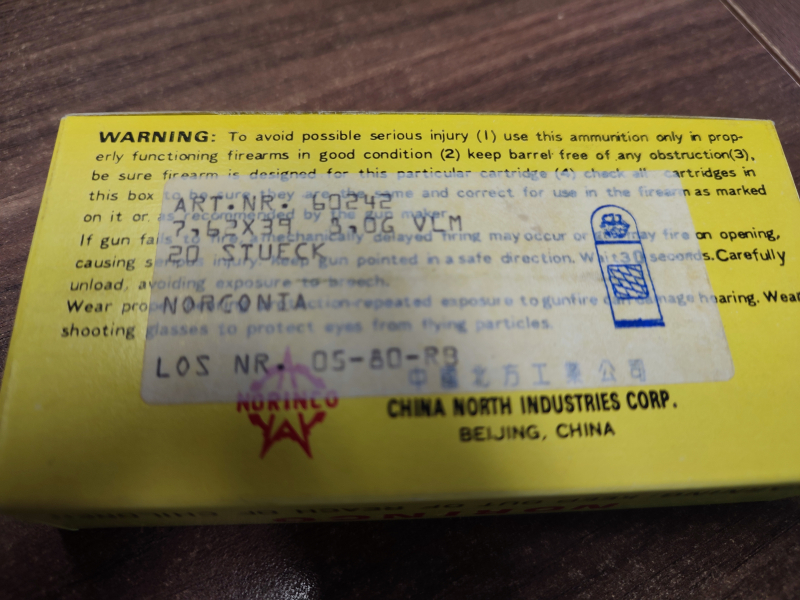 WARNING: To avoid possible serious injury (1) use this ammunition only in prop-
erly functioning firearms in good condition (2) keep barrel free of any obstruction(3),
be sure firearm is designed for this particular cartridge (4) check all cartridges in
this box to be sure they are the same and correct for use in the firearm as marked
on it or as recommended by the gun maker
ART.NR. 60242
If gun fails to fire, a mechanically delayed firing may occur or gun may fire on opening,
7,62X39 8,0G VLM
causing serious injury. Keep gun pointed in a safe direction. Wait 30 seconds. Carefully
20 STUECK
unload, avoiding exposure to breech.
Wear exposure to gunfire can damage hearing. Wear
NORCONIA
shooting glasses to protect eyes from flying particles.
LOS NR. 05-80-RB
中國北方工業公司
NORINCO
CHINA NORTH INDUSTRIES CORP.
BEIJING, CHINA
NORINCO